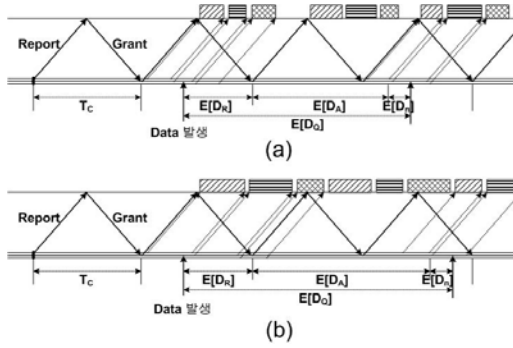 Report Grant
T_C E[D_R] E[D_A] E[D_n]
E[D_Q]
Data 발생
(a)
Report Grant
T_C E[D_R] E[D_A] E[D_n]
E[D_Q]
Data 발생
(b)